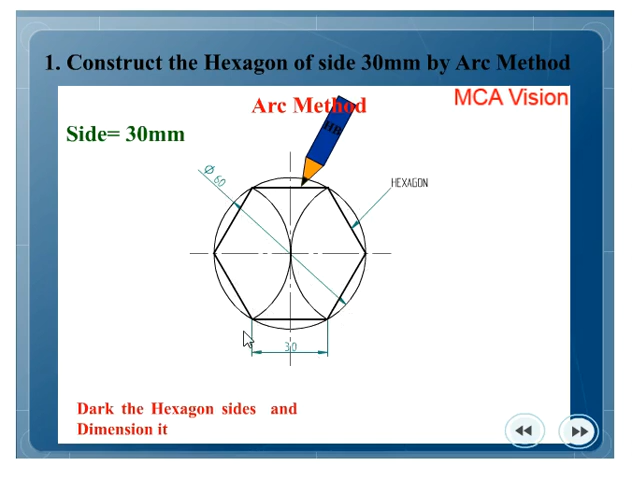 1. Construct the Hexagon of side 30mm by Arc Method
Arc Method
MCA Vision
Side= 30mm
HB
Ø 60
HEXAGON
30
Dark the Hexagon sides and
Dimension it